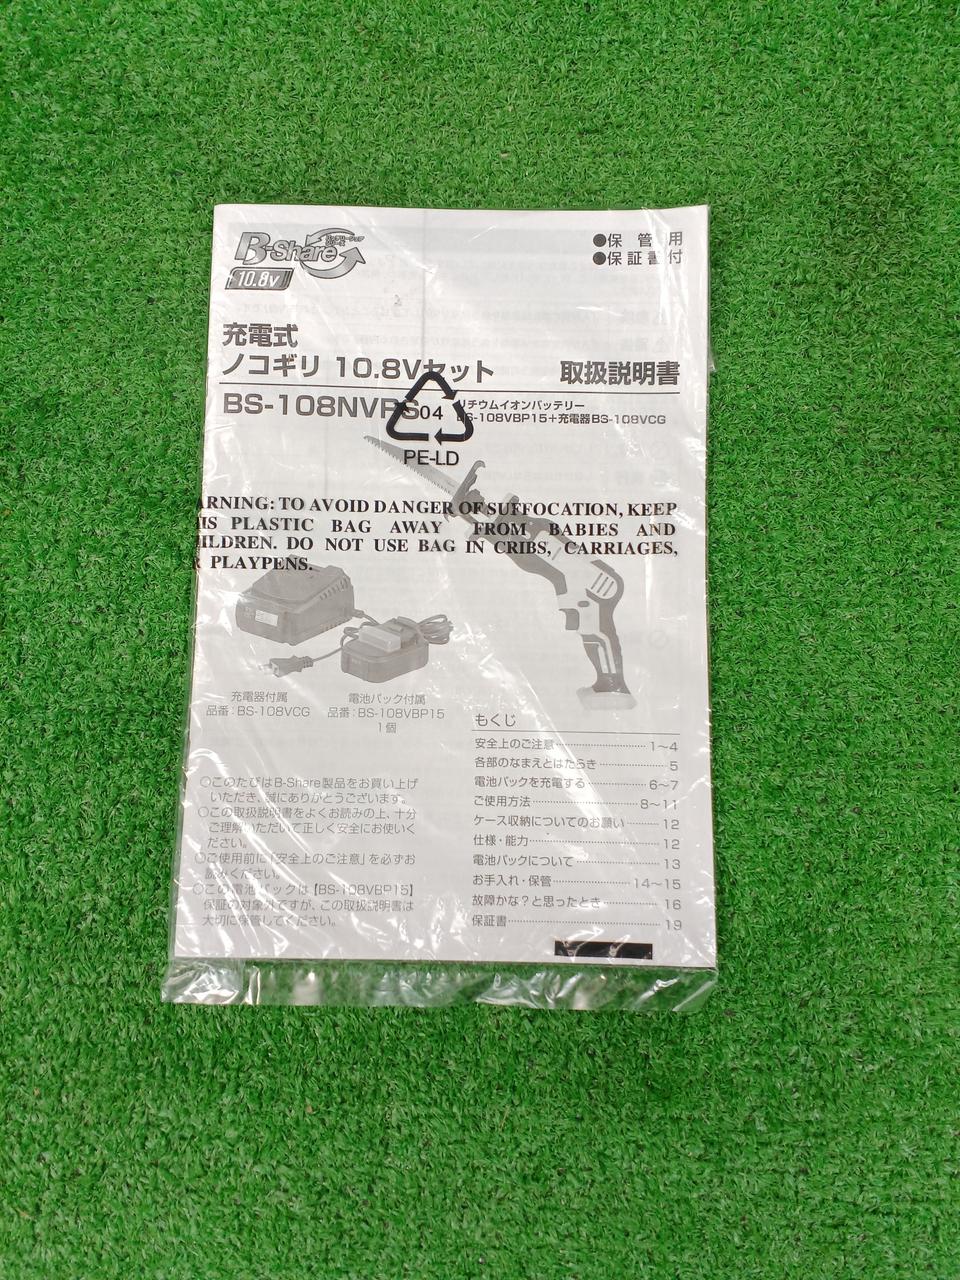 B-Share
10.8v
●保管用
●保証書付
充電式
ノコギリ 10.8Vセット 取扱説明書
BS-108NVRS
リチウムイオンバッテリー
BS-108VBP15+充電器BS-108VCG
04
PE-LD
ARNING: TO AVOID DANGER OF SUFFOCATION, KEEP
IS PLASTIC BAG AWAY FROM BABIES AND
ILDREN. DO NOT USE BAG IN CRIBS, CARRIAGES,
R PLAYPENS.
充電器付属
品番：BS-108VCG
電池パック付属
品番：BS-108VBP15
1個
もくじ
安全上のご注意 1〜4
各部のなまえとはたらき 5
電池パックを充電する 6〜7
ご使用方法 8〜11
ケース収納についてのお願い 12
仕様・能力 12
電池パックについて 13
お手入れ・保管 14〜15
故障かな？と思ったとき 16
保証書 19
○このたびはB-Share製品をお買い上げ
いただき、誠にありがとうございます。
○この取扱説明書をよくお読みの上、十分
ご理解いただいて正しく安全にお使いく
ださい。
○ご使用前に「安全上のご注意」を必ずお
読みください。
○この電池パックは【BS-108VBP15】
保証の対象外ですが、この取扱説明書は
大切に保管してください。